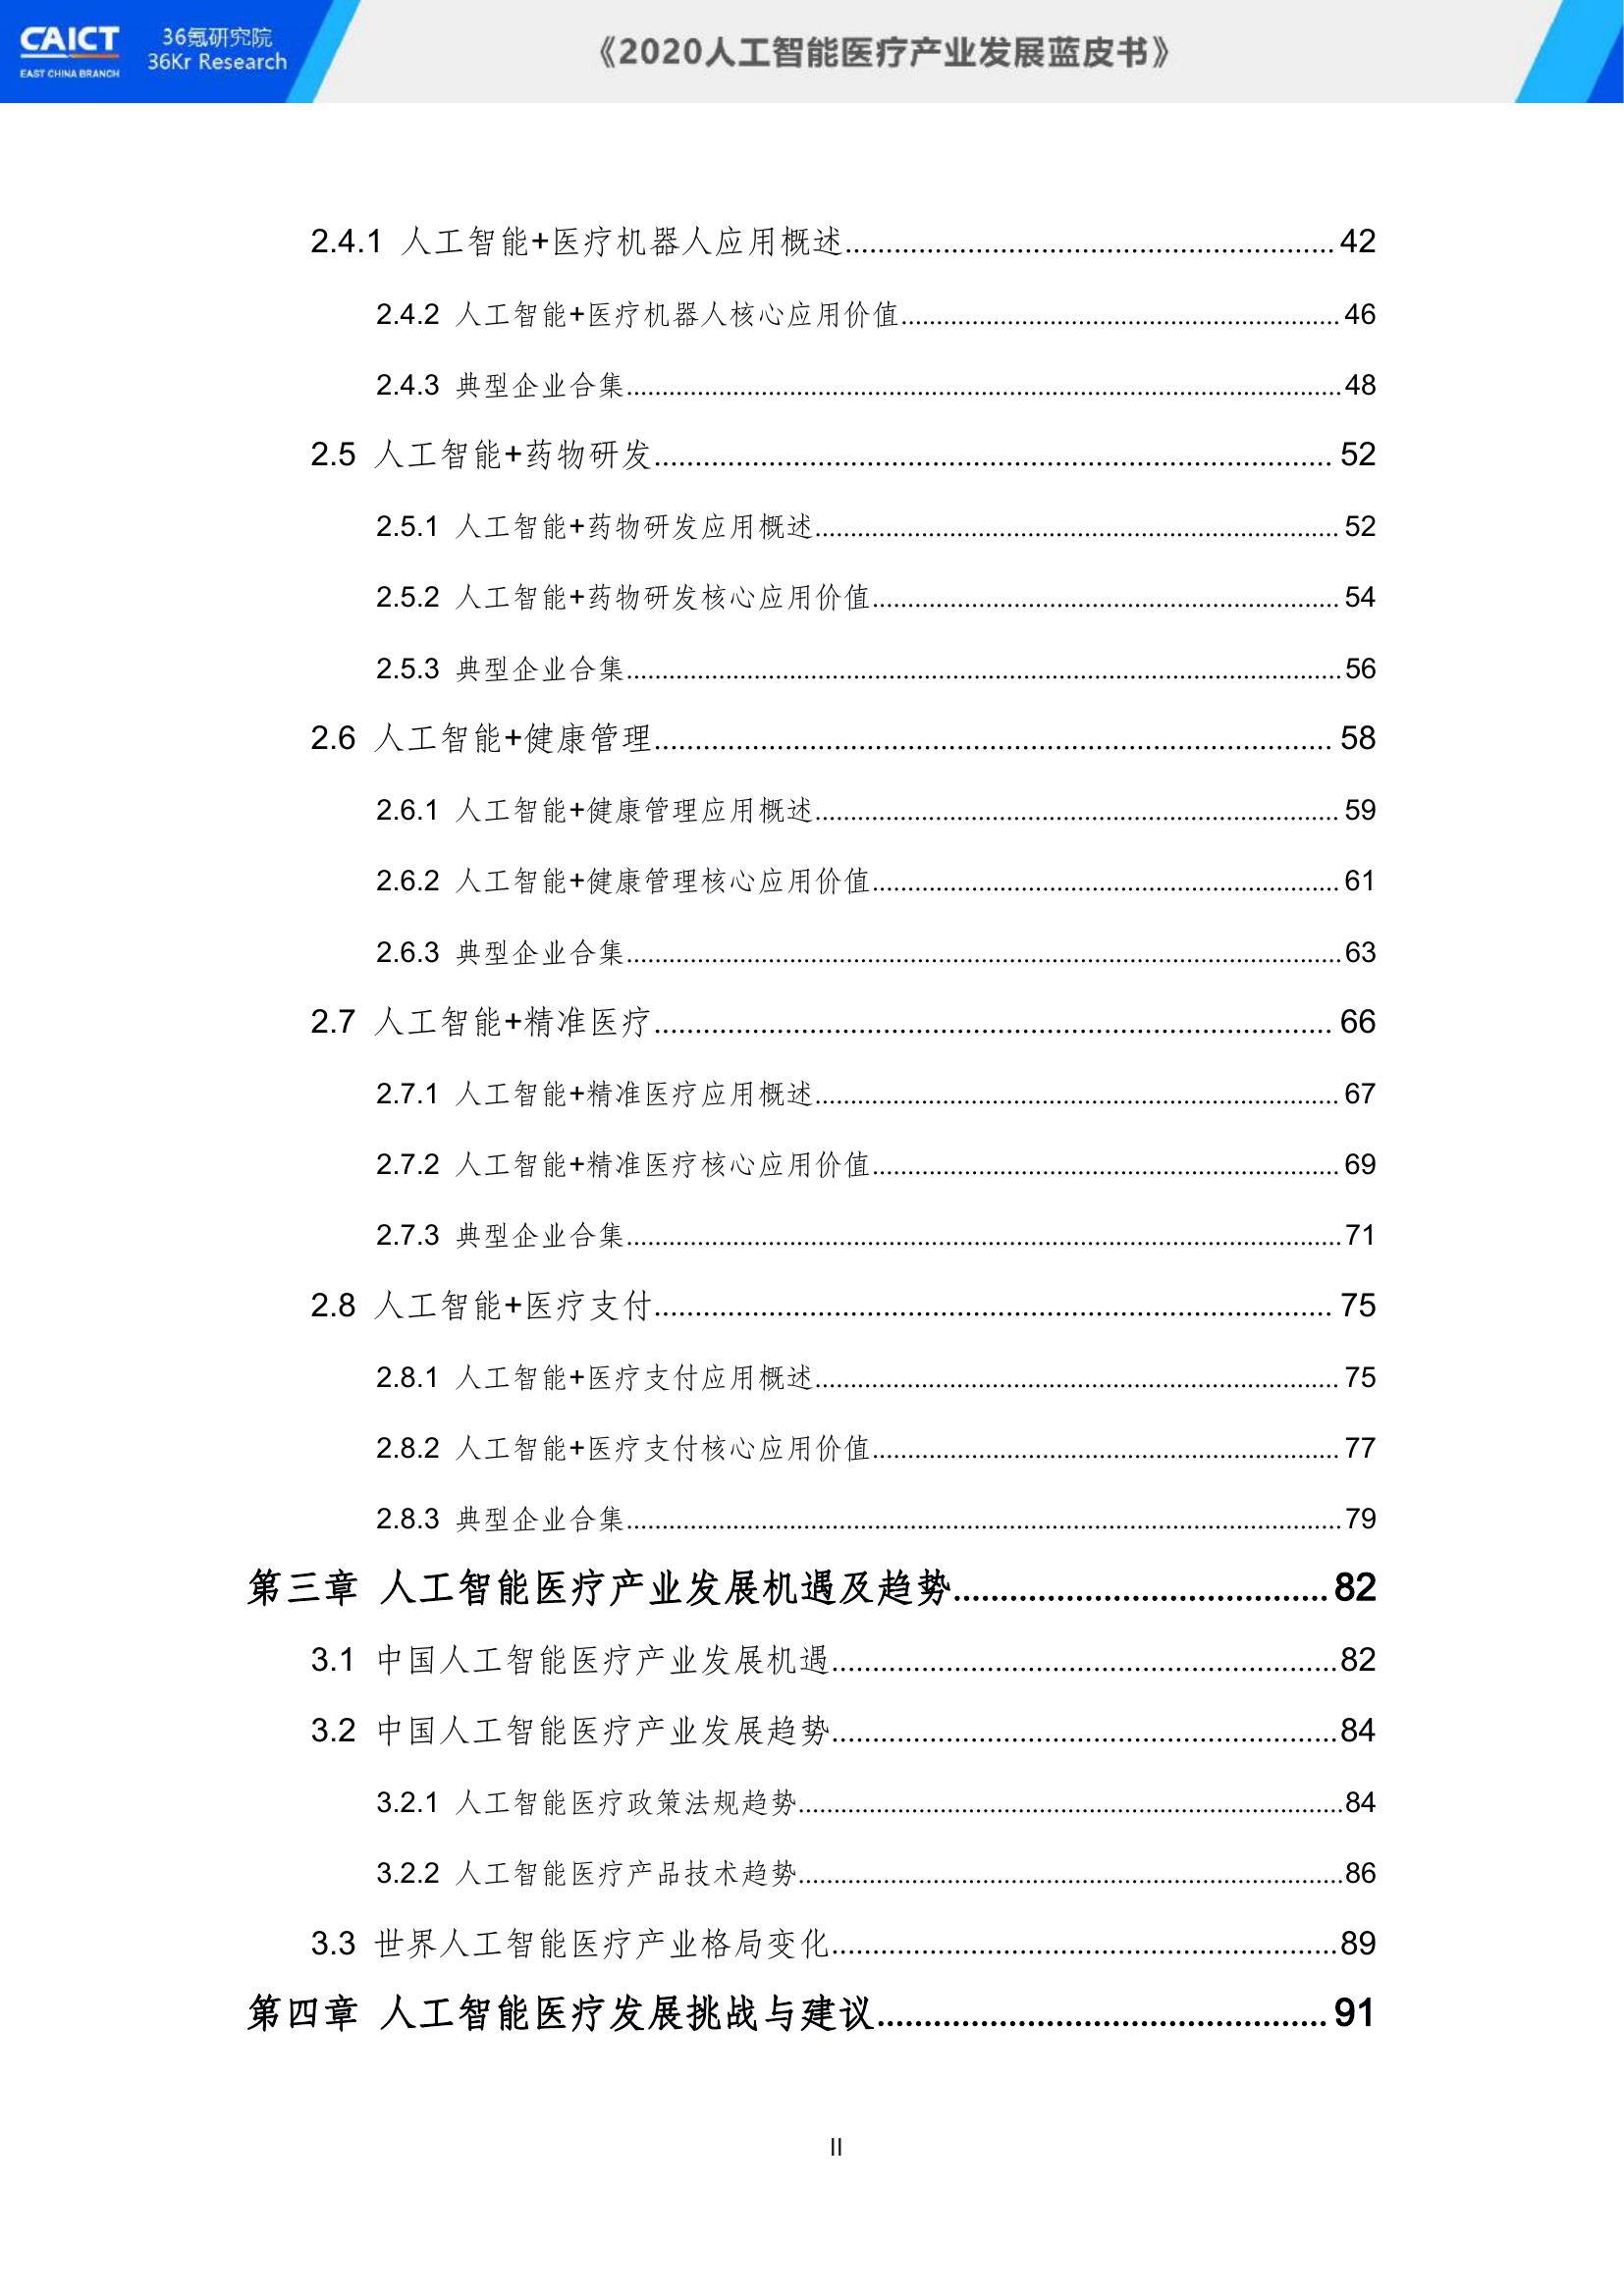 CAICT
EAST CHINA BRANCH
36氪研究院
36Kr Research
《2020人工智能医疗产业发展蓝皮书》
2.4.1 人工智能+医疗机器人应用概述 42
2.4.2 人工智能+医疗机器人核心应用价值 46
2.4.3 典型企业合集 48
2.5 人工智能+药物研发 52
2.5.1 人工智能+药物研发应用概述 52
2.5.2 人工智能+药物研发核心应用价值 54
2.5.3 典型企业合集 56
2.6 人工智能+健康管理 58
2.6.1 人工智能+健康管理应用概述 59
2.6.2 人工智能+健康管理核心应用价值 61
2.6.3 典型企业合集 63
2.7 人工智能+精准医疗 66
2.7.1 人工智能+精准医疗应用概述 67
2.7.2 人工智能+精准医疗核心应用价值 69
2.7.3 典型企业合集 71
2.8 人工智能+医疗支付 75
2.8.1 人工智能+医疗支付应用概述 75
2.8.2 人工智能+医疗支付核心应用价值 77
2.8.3 典型企业合集 79
第三章 人工智能医疗产业发展机遇及趋势 82
3.1 中国人工智能医疗产业发展机遇 82
3.2 中国人工智能医疗产业发展趋势 84
3.2.1 人工智能医疗政策法规趋势 84
3.2.2 人工智能医疗产品技术趋势 86
3.3 世界人工智能医疗产业格局变化 89
第四章 人工智能医疗发展挑战与建议 91
II